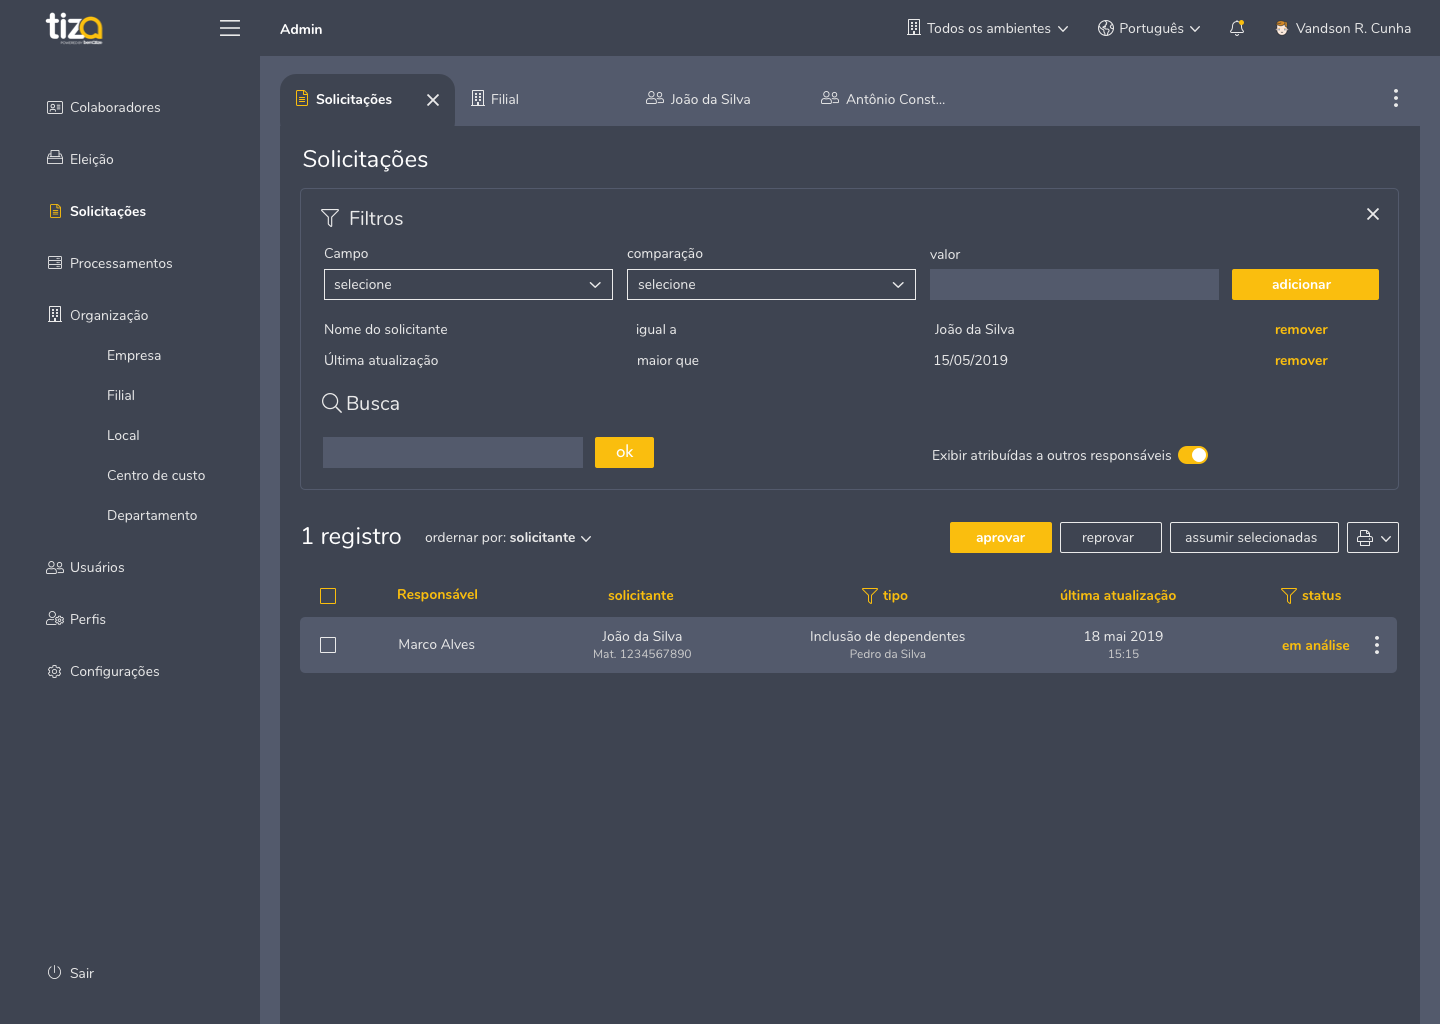 tiza
Admin
Todos os ambientes
Português
Vandson R. Cunha
Colaboradores
Eleição
Solicitações
Processamentos
Organização
Empresa
Filial
Local
Centro de custo
Departamento
Usuários
Perfis
Configurações
Sair
Solicitações
Filial
João da Silva
Antônio Const...
Solicitações
Filtros
Campo
comparação
valor
selecione
selecione
adicionar
Nome do solicitante
igual a
João da Silva
remover
Última atualização
maior que
15/05/2019
remover
Busca
ok
Exibir atribuídas a outros responsáveis
1 registro
ordernar por: solicitante
aprovar
reprovar
assumir selecionadas
Responsável
solicitante
tipo
última atualização
status
Marco Alves
João da Silva
Mat. 1234567890
Inclusão de dependentes
Pedro da Silva
18 mai 2019
15:15
em análise